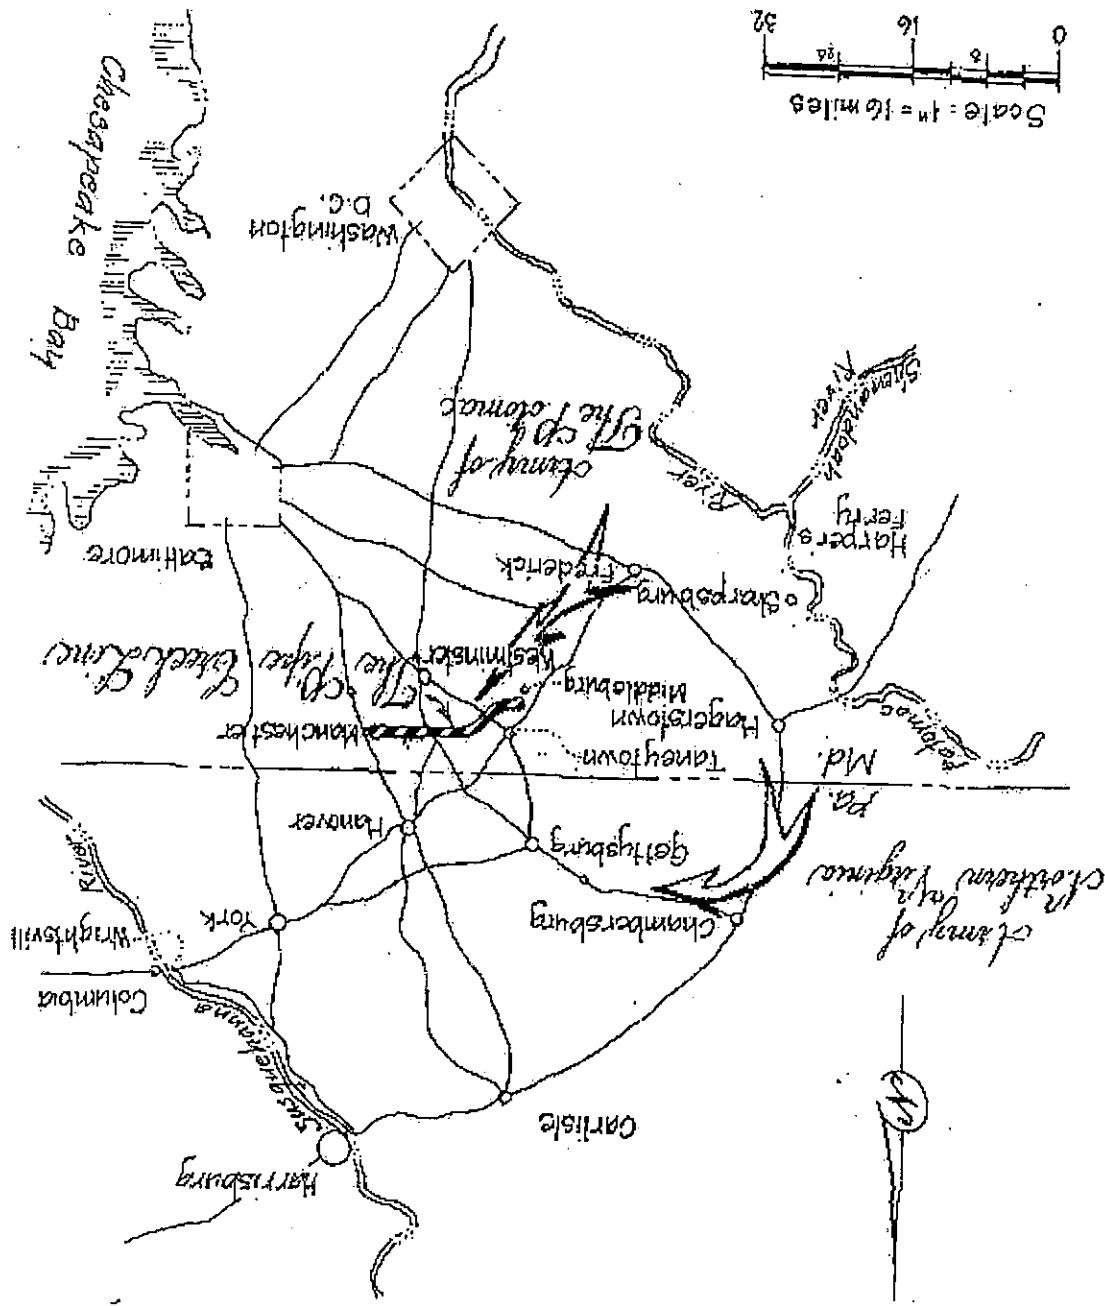 Harrisburg
Carlisle
Susquehanna
River
N
Columbia
Wrightsvill
York
Chambersburg
Army of
Northern Virginia
Gettysburg
Hanover
Pa.
Md.
Potomac
Hagerstown
Taneytown
Middleburg
Manchester
The Pipe Creek Line
Westminster
Sharpsburg
Frederick
Baltimore
Harpers
Ferry
Shenandoah
River
River
Army of
The Potomac
Washington
D.C.
Chesapeake
Bay
Scale: 1" = 16 miles
0 8 16 24 32